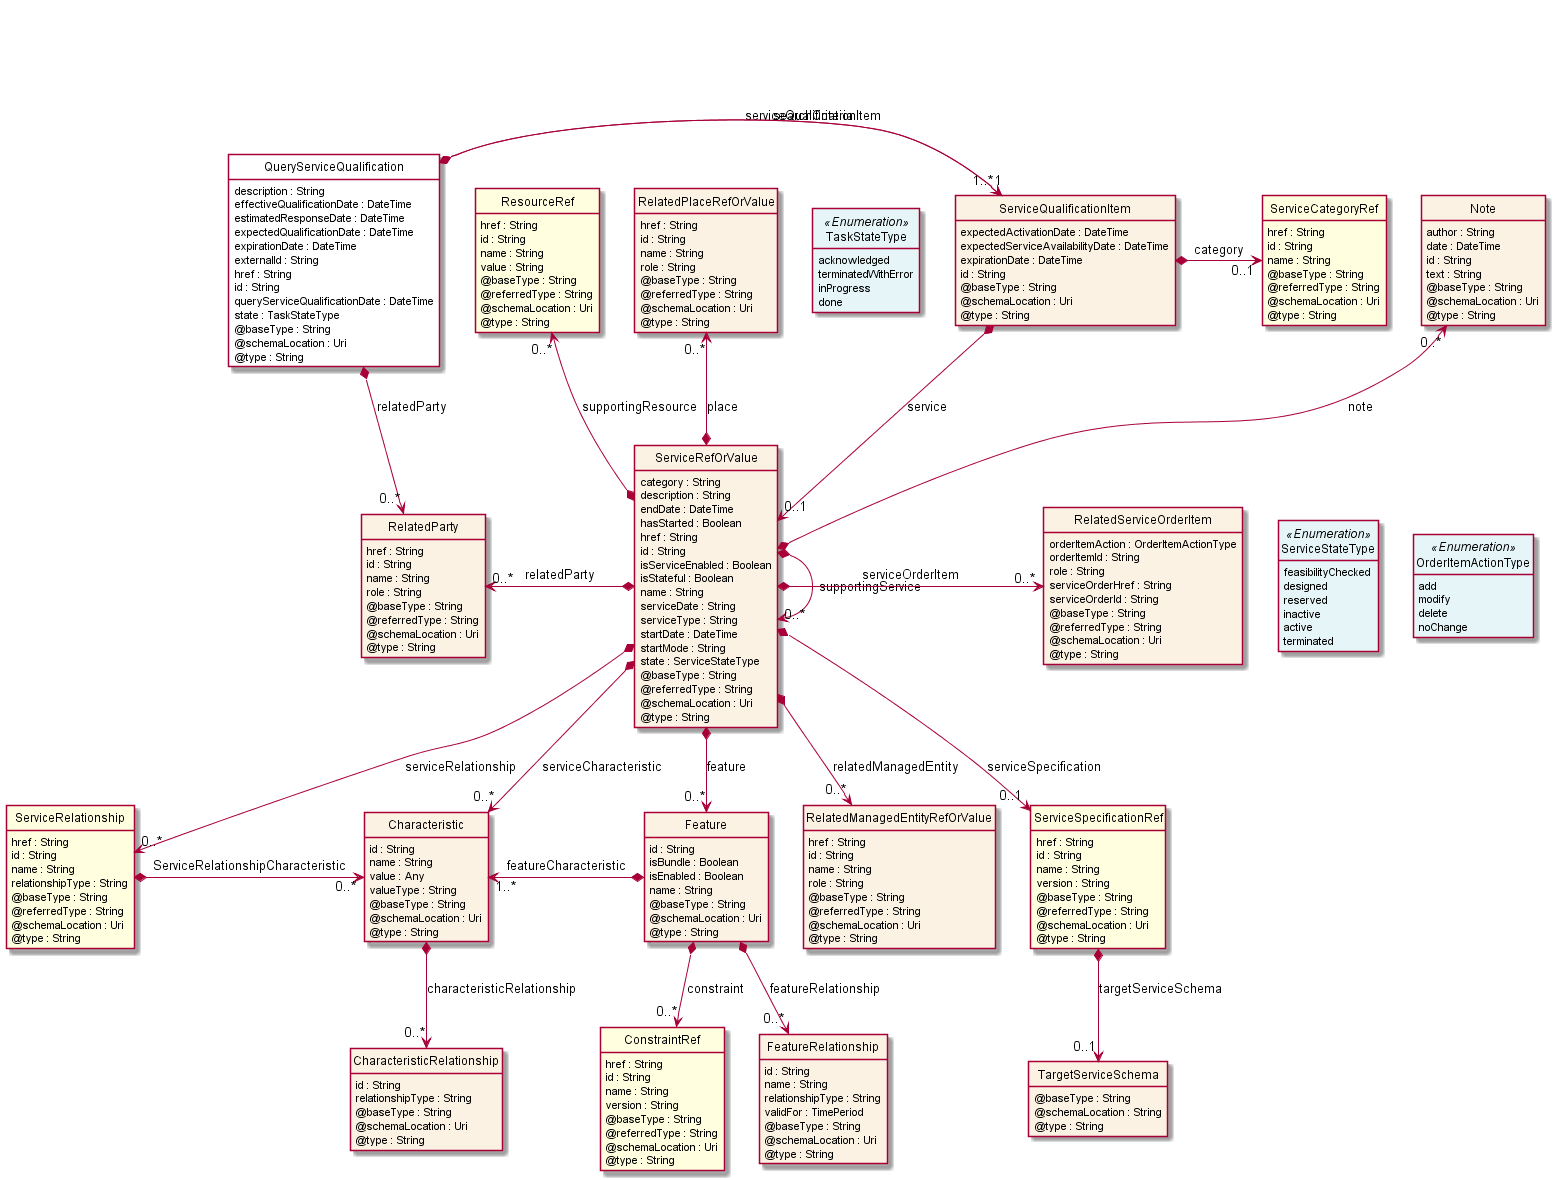 serviceQualificationItem
searchCriteria
1..*
1
QueryServiceQualification
description : String
effectiveQualificationDate : DateTime
estimatedResponseDate : DateTime
expectedQualificationDate : DateTime
expirationDate : DateTime
externalId : String
href : String
id : String
queryServiceQualificationDate : DateTime
state : TaskStateType
@baseType : String
@schemaLocation : Uri
@type : String
ResourceRef
href : String
id : String
name : String
value : String
@baseType : String
@referredType : String
@schemaLocation : Uri
@type : String
RelatedPlaceRefOrValue
href : String
id : String
name : String
role : String
@baseType : String
@referredType : String
@schemaLocation : Uri
@type : String
«Enumeration»
TaskStateType
acknowledged
terminatedWithError
inProgress
done
ServiceQualificationItem
expectedActivationDate : DateTime
expectedServiceAvailabilityDate : DateTime
expirationDate : DateTime
id : String
@baseType : String
@schemaLocation : Uri
@type : String
category
0..1
ServiceCategoryRef
href : String
id : String
name : String
@baseType : String
@referredType : String
@schemaLocation : Uri
@type : String
Note
author : String
date : DateTime
id : String
text : String
@baseType : String
@schemaLocation : Uri
@type : String
0..*
0..*
0..*
relatedParty
supportingResource
place
service
note
0..*
0..1
RelatedParty
href : String
id : String
name : String
role : String
@baseType : String
@referredType : String
@schemaLocation : Uri
@type : String
0..*
relatedParty
ServiceRefOrValue
category : String
description : String
endDate : DateTime
hasStarted : Boolean
href : String
id : String
isServiceEnabled : Boolean
isStateful : Boolean
name : String
serviceDate : String
serviceType : String
startDate : DateTime
startMode : String
state : ServiceStateType
@baseType : String
@referredType : String
@schemaLocation : Uri
@type : String
serviceOrderItem
0..*
supportingService
0..*
RelatedServiceOrderItem
orderItemAction : OrderItemActionType
orderItemId : String
role : String
serviceOrderHref : String
serviceOrderId : String
@baseType : String
@referredType : String
@schemaLocation : Uri
@type : String
«Enumeration»
ServiceStateType
feasibilityChecked
designed
reserved
inactive
active
terminated
«Enumeration»
OrderItemActionType
add
modify
delete
noChange
serviceRelationship
serviceCharacteristic
feature
relatedManagedEntity
serviceSpecification
0..*
0..*
0..*
0..*
0..1
ServiceRelationship
href : String
id : String
name : String
relationshipType : String
@baseType : String
@referredType : String
@schemaLocation : Uri
@type : String
ServiceRelationshipCharacteristic
0..*
Characteristic
id : String
name : String
value : Any
valueType : String
@baseType : String
@schemaLocation : Uri
@type : String
featureCharacteristic
1..*
Feature
id : String
isBundle : Boolean
isEnabled : Boolean
name : String
@baseType : String
@schemaLocation : Uri
@type : String
RelatedManagedEntityRefOrValue
href : String
id : String
name : String
role : String
@baseType : String
@referredType : String
@schemaLocation : Uri
@type : String
ServiceSpecificationRef
href : String
id : String
name : String
version : String
@baseType : String
@referredType : String
@schemaLocation : Uri
@type : String
characteristicRelationship
constraint
featureRelationship
targetServiceSchema
0..*
0..*
0..*
0..1
CharacteristicRelationship
id : String
relationshipType : String
@baseType : String
@schemaLocation : Uri
@type : String
ConstraintRef
href : String
id : String
name : String
version : String
@baseType : String
@referredType : String
@schemaLocation : Uri
@type : String
FeatureRelationship
id : String
name : String
relationshipType : String
validFor : TimePeriod
@baseType : String
@schemaLocation : Uri
@type : String
TargetServiceSchema
@baseType : String
@schemaLocation : String
@type : String